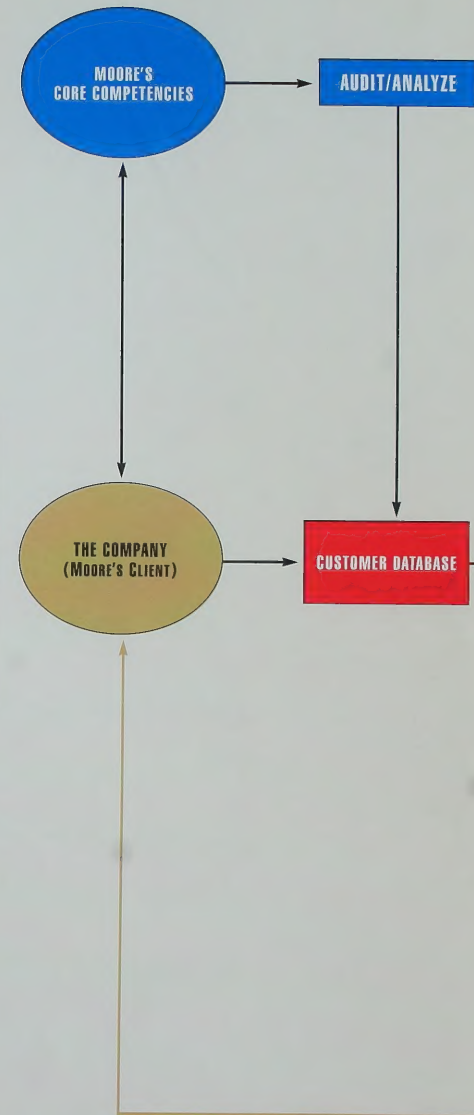 MOORE'S
CORE COMPETENCIES
AUDIT/ANALYZE
THE COMPANY
(MOORE'S CLIENT)
CUSTOMER DATABASE